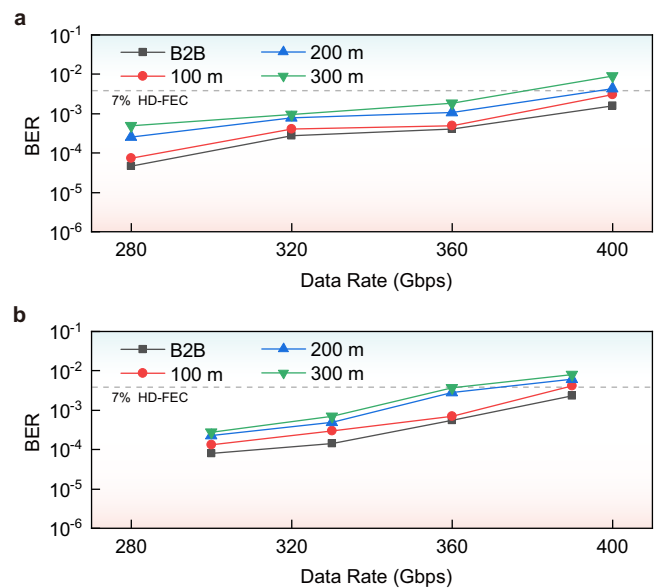 a
10⁻¹
10⁻²
10⁻³
10⁻⁴
10⁻⁵
10⁻⁶
BER
B2B
200 m
100 m
300 m
7% HD-FEC
280
320
360
400
Data Rate (Gbps)
b
10⁻¹
10⁻²
10⁻³
10⁻⁴
10⁻⁵
10⁻⁶
BER
B2B
200 m
100 m
300 m
7% HD-FEC
280
320
360
400
Data Rate (Gbps)